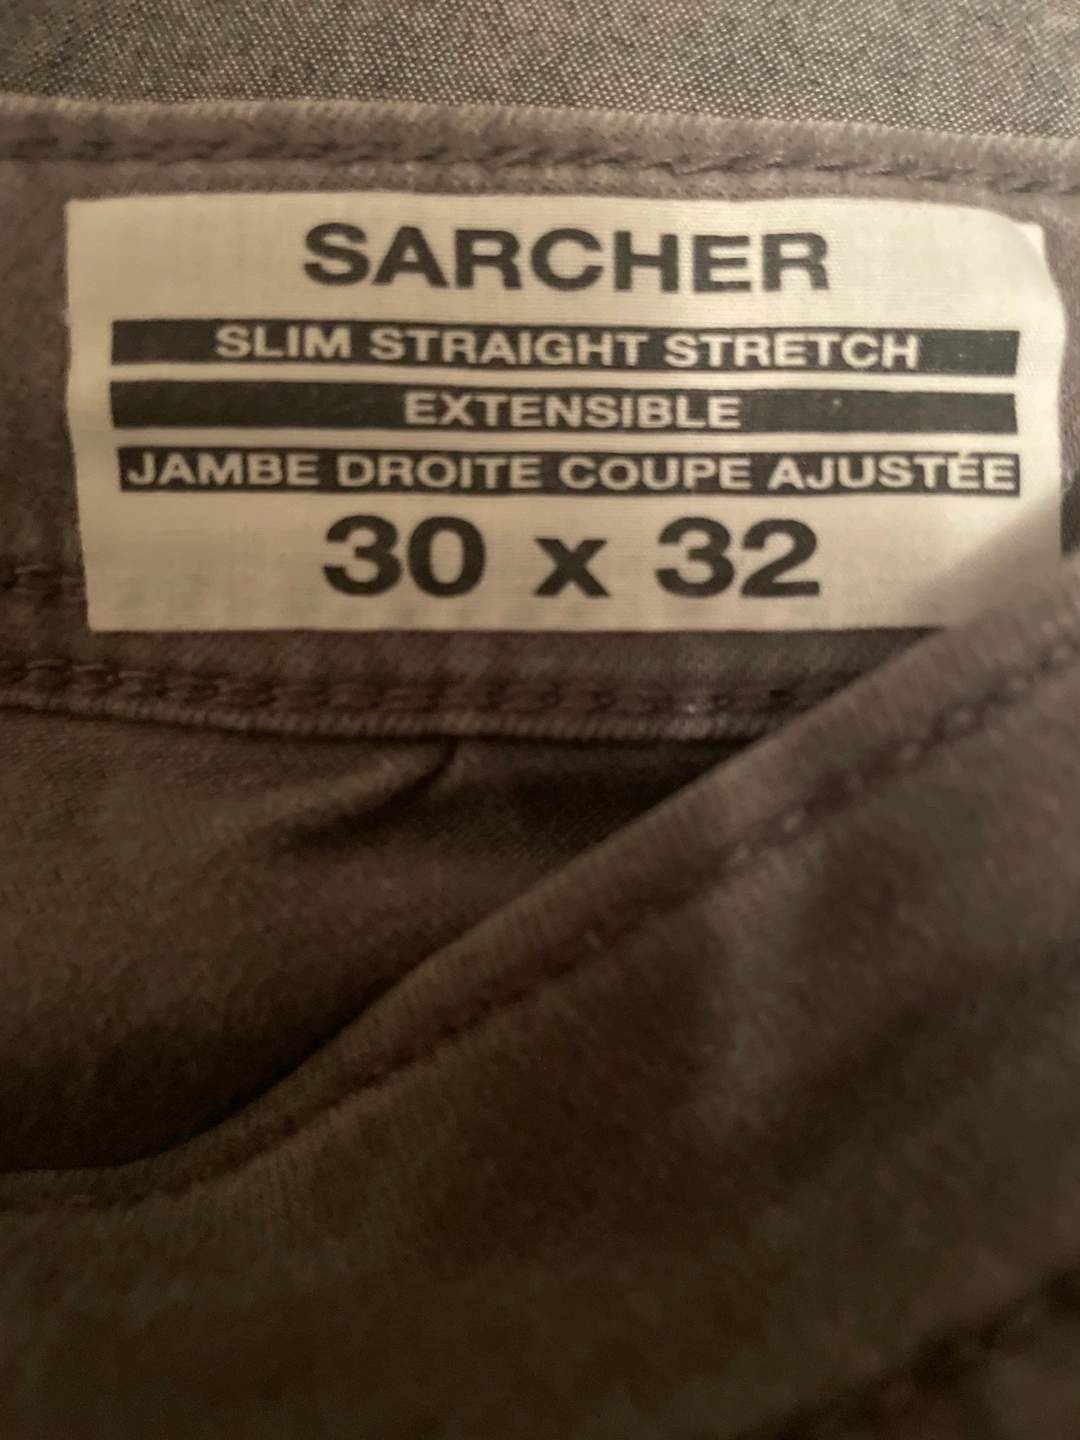 SARCHER
SLIM STRAIGHT STRETCH
EXTENSIBLE
JAMBE DROITE COUPE AJUSTÉE
30 x 32